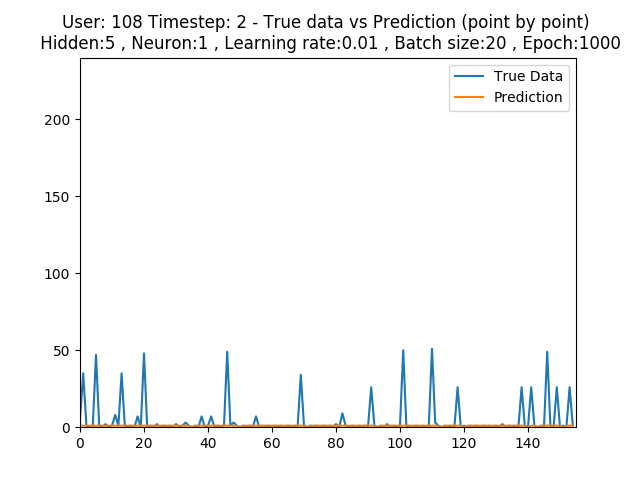 User: 108 Timestep: 2 - True data vs Prediction (point by point)
Hidden:5 , Neuron:1 , Learning rate:0.01 , Batch size:20 , Epoch:1000
True Data
Prediction
200
150
100
50
0
0 20 40 60 80 100 120 140